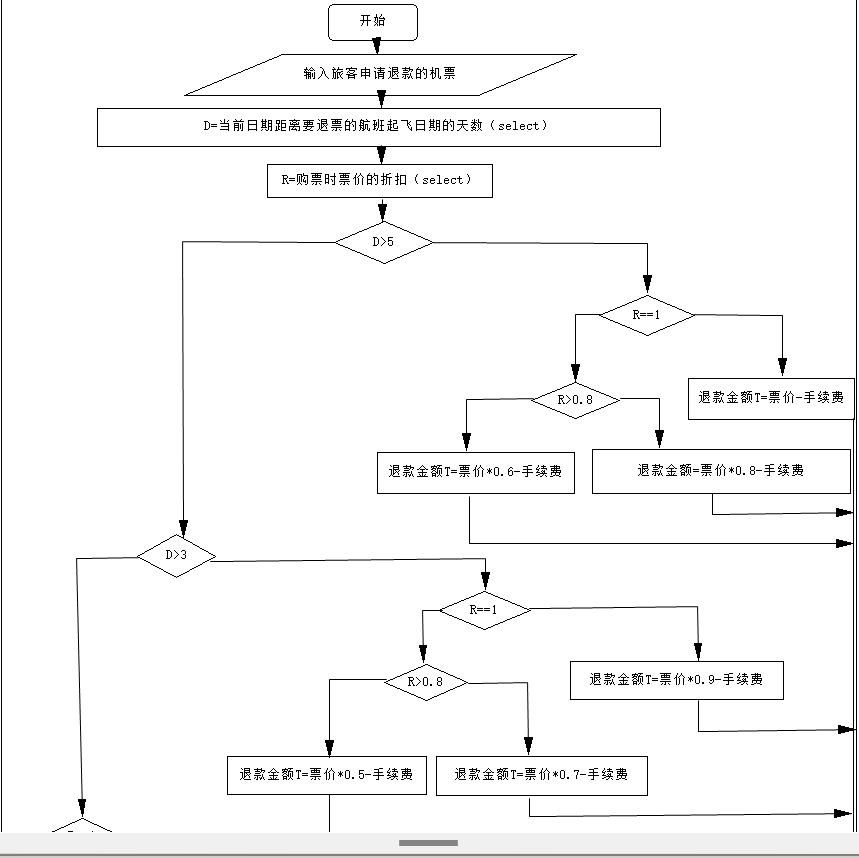 开始
输入旅客申请退款的机票
D=当前日期距离要退票的航班起飞日期的天数（select）
R=购票时票价的折扣（select）
D>5
R==1
退款金额T=票价-手续费
R>0.8
退款金额T=票价*0.6-手续费
退款金额=票价*0.8-手续费
D>3
R==1
退款金额T=票价*0.9-手续费
R>0.8
退款金额T=票价*0.5-手续费
退款金额T=票价*0.7-手续费